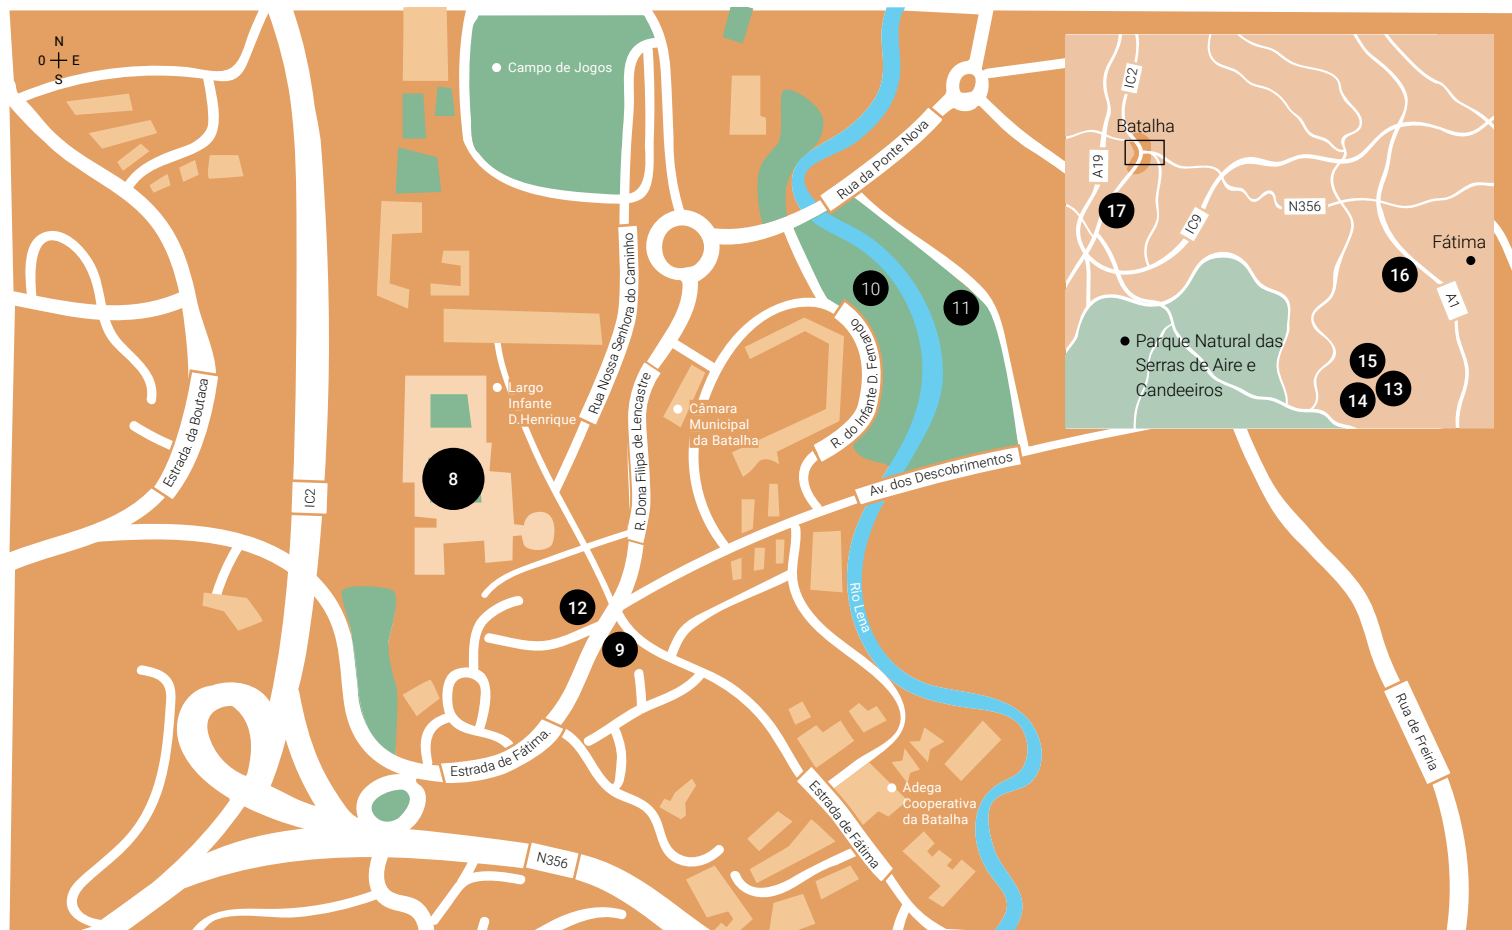 N
0 E
S
Campo de Jogos
Rua da Ponte Nova
IC2
Batalha
A19
17
IC9
N356
Fátima
16
A1
Parque Natural das
Serras de Aire e
Candeeiros
15
14
13
10
11
Rua Nossa Senhora do Caminho
R. Dona Filipa de Lencastre
R. do Infante D. Fernando
Largo
Infante
D.Henrique
Câmara
Municipal
da Batalha
Estrada. da Boutaca
IC2
8
Av. dos Descobrimentos
Rio Lena
12
9
Estrada de Fátima.
Estrada de Fátima
Adega
Cooperativa
da Batalha
Rua de Freiria
N356